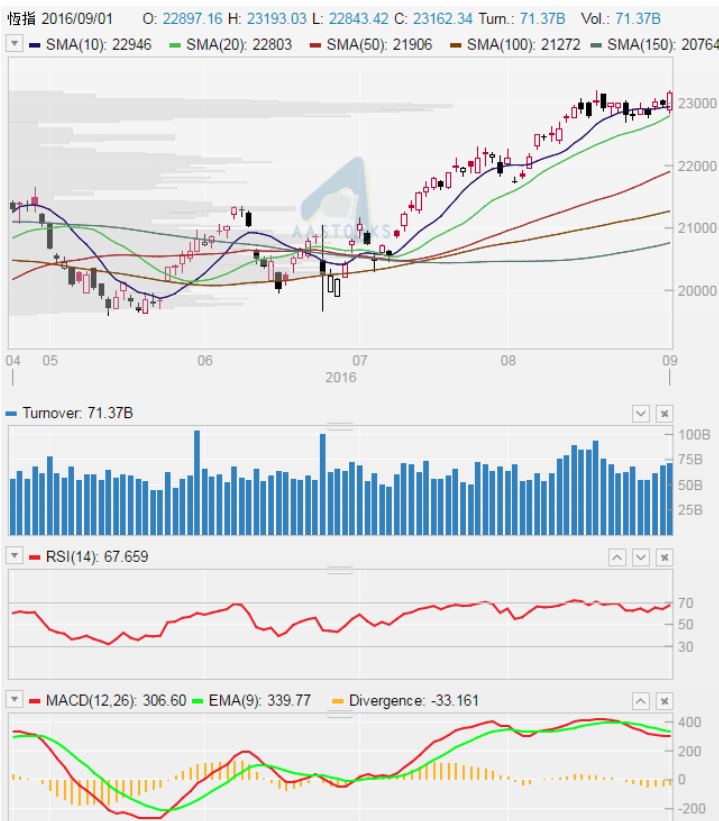 恆指 2016/09/01 O: 22897.16 H: 23193.03 L: 22843.42 C: 23162.34 Turn.: 71.37B Vol.: 71.37B
SMA(10): 22946 SMA(20): 22803 SMA(50): 21906 SMA(100): 21272 SMA(150): 20764
23000
22000
AASTOCKS
21000
20000
04 05 06 07 08 09
2016
Turnover: 71.37B
100B
75B
50B
25B
RSI(14): 67.659
70
50
30
MACD(12,26): 306.60 EMA(9): 339.77 Divergence: -33.161
400
200
0
-200